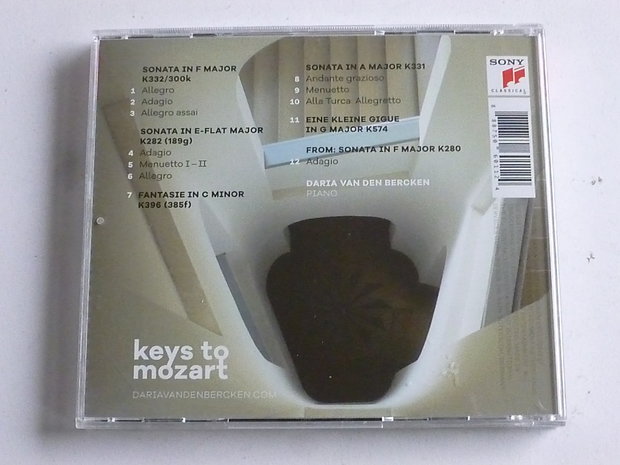 SONATA IN F MAJOR
K332/300k
1 Allegro
2 Adagio
3 Allegro assai
SONATA IN E-FLAT MAJOR
K282 (189g)
4 Adagio
5 Menuetto I – II
6 Allegro
7 FANTASIE IN C MINOR
K396 (385f)
SONATA IN A MAJOR K331
8 Andante grazioso
9 Menuetto
10 Alla Turca. Allegretto
11 EINE KLEINE GIGUE
IN G MAJOR K574
FROM: SONATA IN F MAJOR K280
12 Adagio
DARIA VAN DEN BERCKEN
PIANO
SONY
CLASSICAL
keys to
mozart
DARIAVANDENBERCKEN.COM